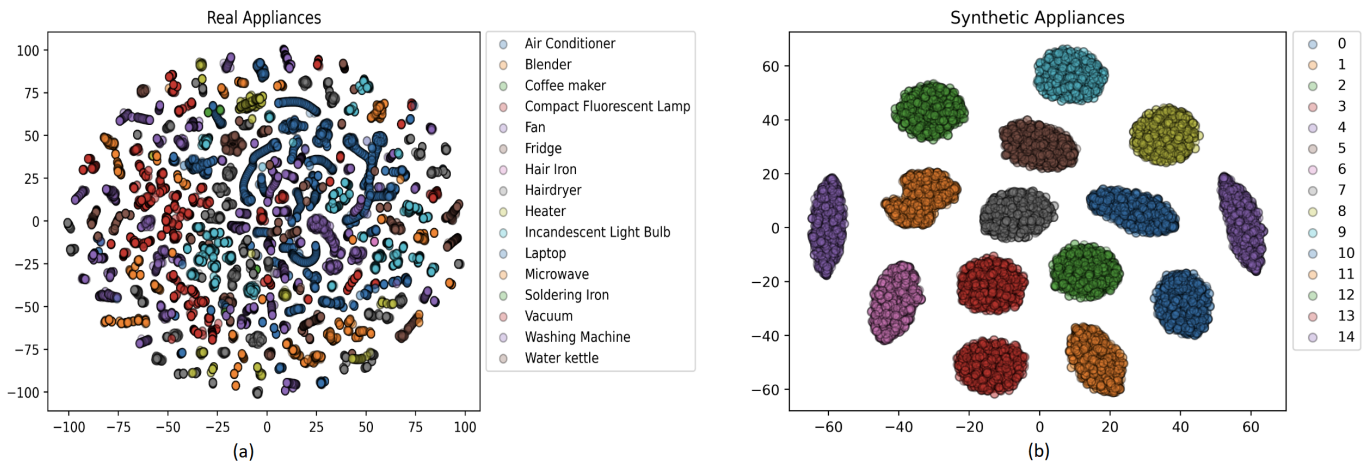 Real Appliances
100
75
50
25
0
−25
−50
−75
−100
−100 −75 −50 −25 0 25 50 75 100
Air Conditioner
Blender
Coffee maker
Compact Fluorescent Lamp
Fan
Fridge
Hair Iron
Hairdryer
Heater
Incandescent Light Bulb
Laptop
Microwave
Soldering Iron
Vacuum
Washing Machine
Water kettle
(a)
Synthetic Appliances
60
40
20
0
−20
−40
−60
−60 −40 −20 0 20 40 60
0
1
2
3
4
5
6
7
8
9
10
11
12
13
14
(b)